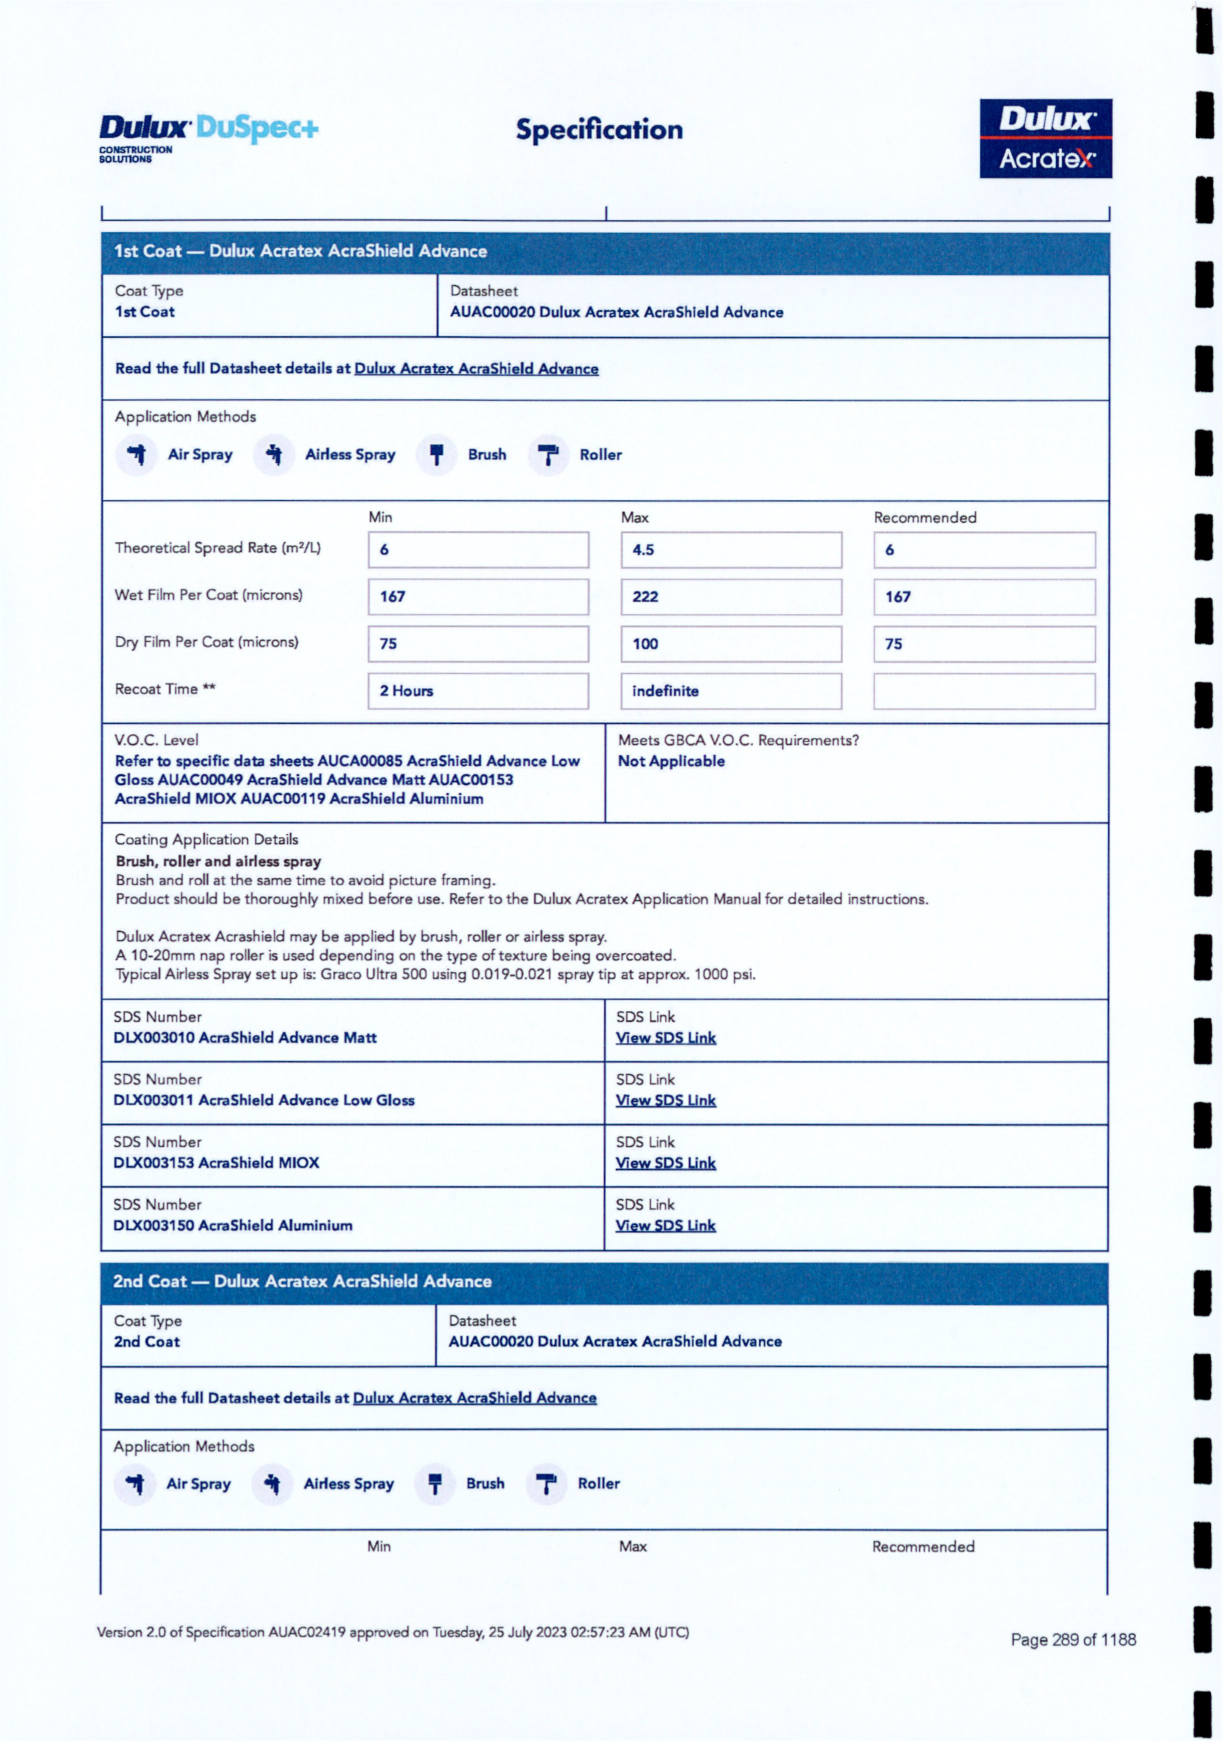 Dulux DuSpec+
CONSTRUCTION
SOLUTIONS
Specification
Dulux
Acratex
1st Coat — Dulux Acratex AcraShield Advance
Coat Type
1st Coat
Datasheet
AUAC00020 Dulux Acratex AcraShield Advance
Read the full Datasheet details at Dulux Acratex AcraShield Advance
Application Methods
Air Spray Airless Spray Brush Roller
Min Max Recommended
Theoretical Spread Rate (m²/L) 6 4.5 6
Wet Film Per Coat (microns) 167 222 167
Dry Film Per Coat (microns) 75 100 75
Recoat Time ** 2 Hours indefinite
V.O.C. Level
Refer to specific data sheets AUCA00085 AcraShield Advance Low
Gloss AUAC00049 AcraShield Advance Matt AUAC00153
AcraShield MIOX AUAC00119 AcraShield Aluminium
Meets GBCA V.O.C. Requirements?
Not Applicable
Coating Application Details
Brush, roller and airless spray
Brush and roll at the same time to avoid picture framing.
Product should be thoroughly mixed before use. Refer to the Dulux Acratex Application Manual for detailed instructions.
Dulux Acratex Acrashield may be applied by brush, roller or airless spray.
A 10-20mm nap roller is used depending on the type of texture being overcoated.
Typical Airless Spray set up is: Graco Ultra 500 using 0.019-0.021 spray tip at approx. 1000 psi.
SDS Number
DLX003010 AcraShield Advance Matt
SDS Link
View SDS Link
SDS Number
DLX003011 AcraShield Advance Low Gloss
SDS Link
View SDS Link
SDS Number
DLX003153 AcraShield MIOX
SDS Link
View SDS Link
SDS Number
DLX003150 AcraShield Aluminium
SDS Link
View SDS Link
2nd Coat — Dulux Acratex AcraShield Advance
Coat Type
2nd Coat
Datasheet
AUAC00020 Dulux Acratex AcraShield Advance
Read the full Datasheet details at Dulux Acratex AcraShield Advance
Application Methods
Air Spray Airless Spray Brush Roller
Min Max Recommended
Version 2.0 of Specification AUAC02419 approved on Tuesday, 25 July 2023 02:57:23 AM (UTC)
Page 289 of 1188